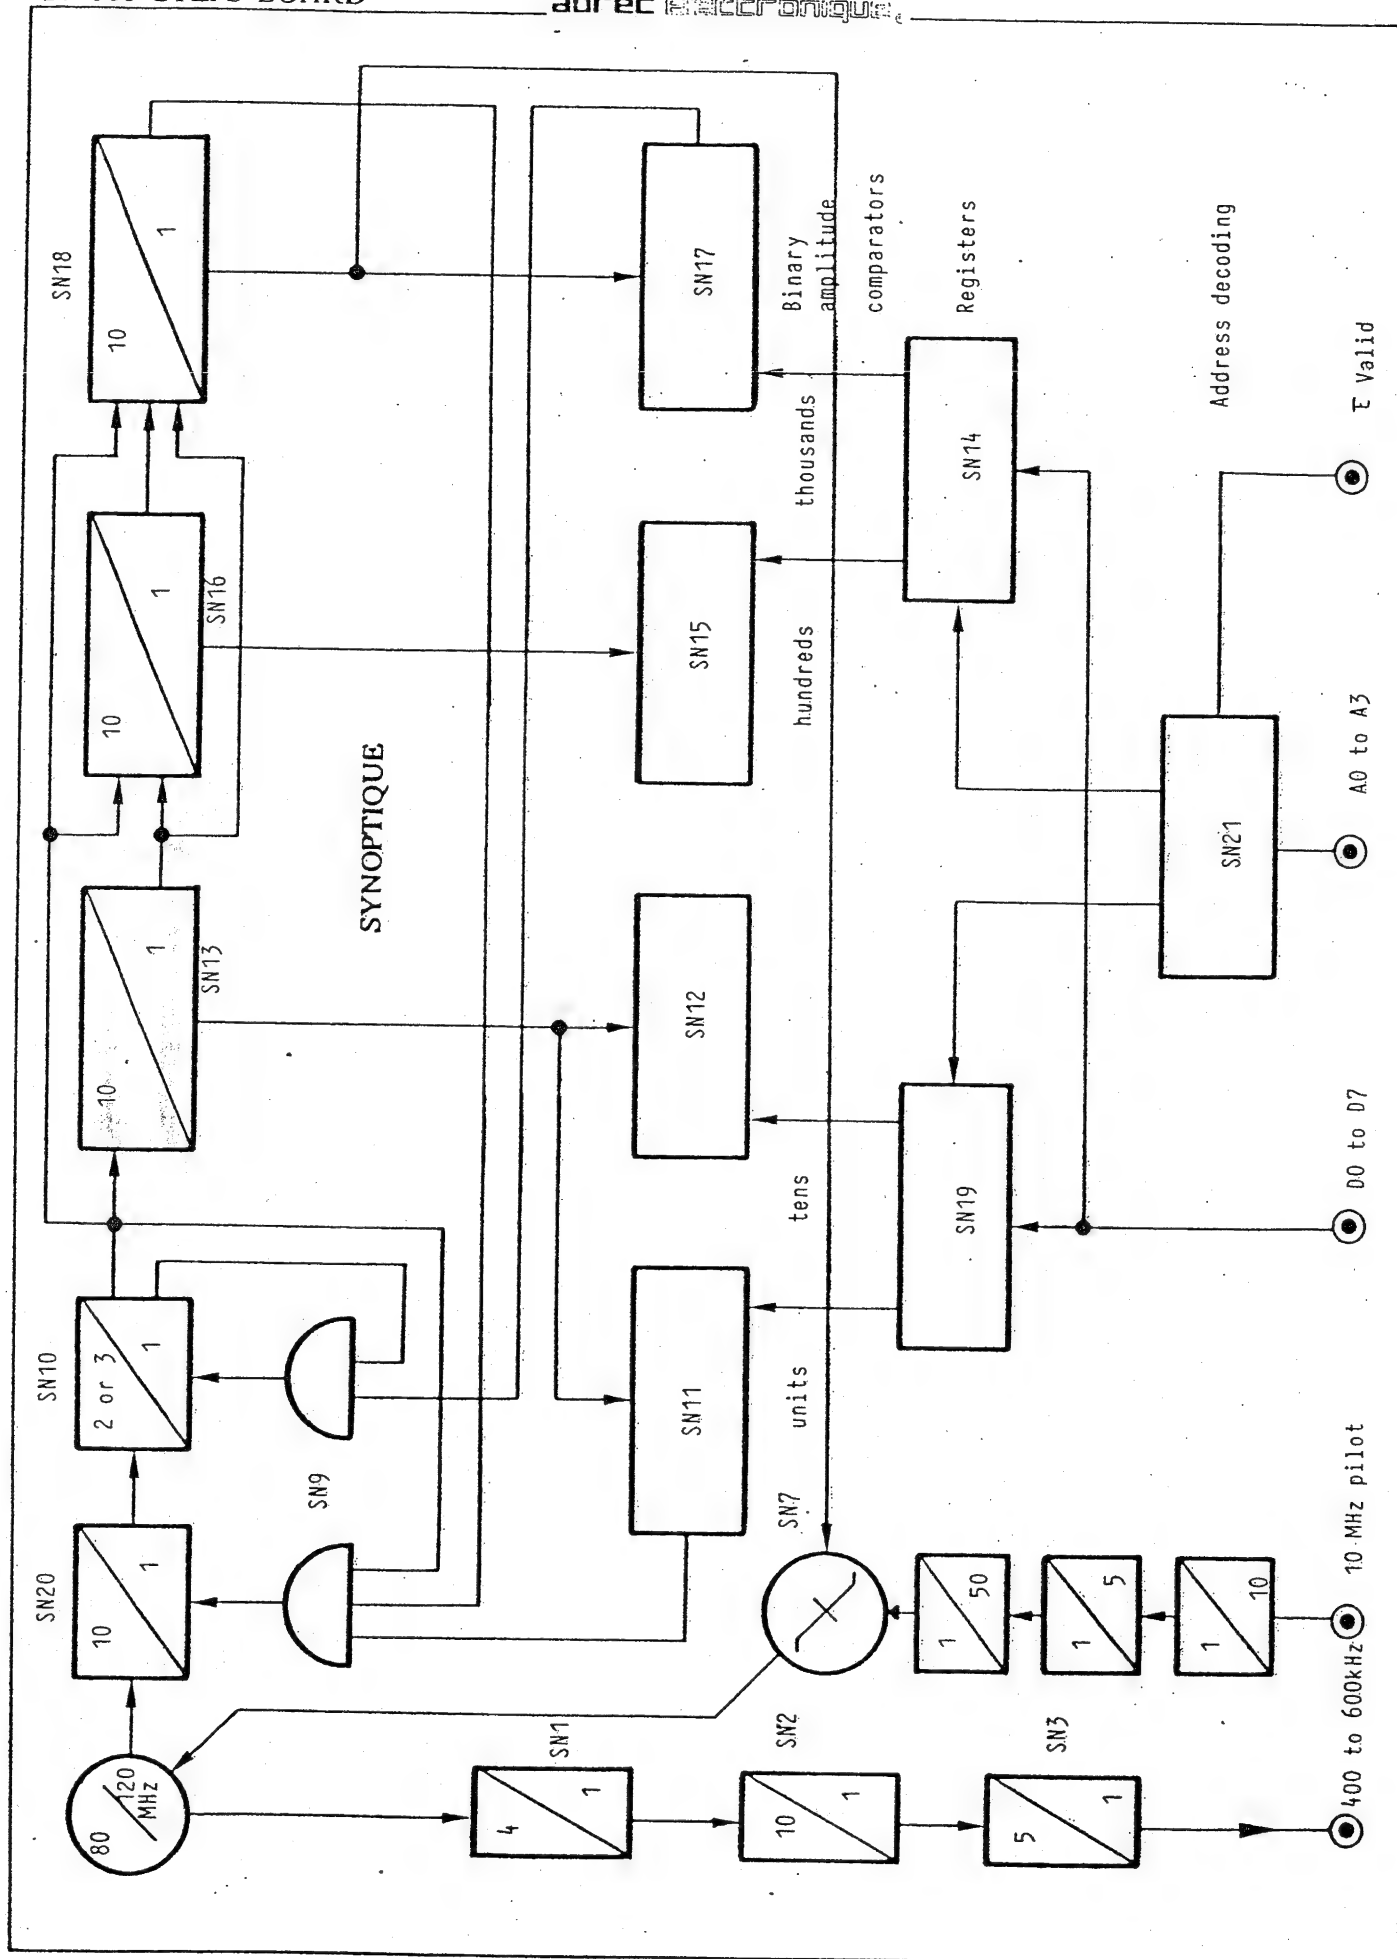 BOARD
adrec électronique
SN18
10
1
SN16
10
1
SN13
10
1
SN10
2 or 3
1
SN20
10
1
80
120
MHz
SYNOPTIQUE
SN9
SN17
SN15
SN12
SN11
Binary
amplitude
comparators
thousands
hundreds
tens
units
SN7
Registers
SN14
SN19
Address decoding
SN21
1
50
1
5
1
10
SN1
4
1
SN2
10
1
SN3
5
1
E Valid
A0 to A3
D0 to D7
10 MHz pilot
400 to 600kHz